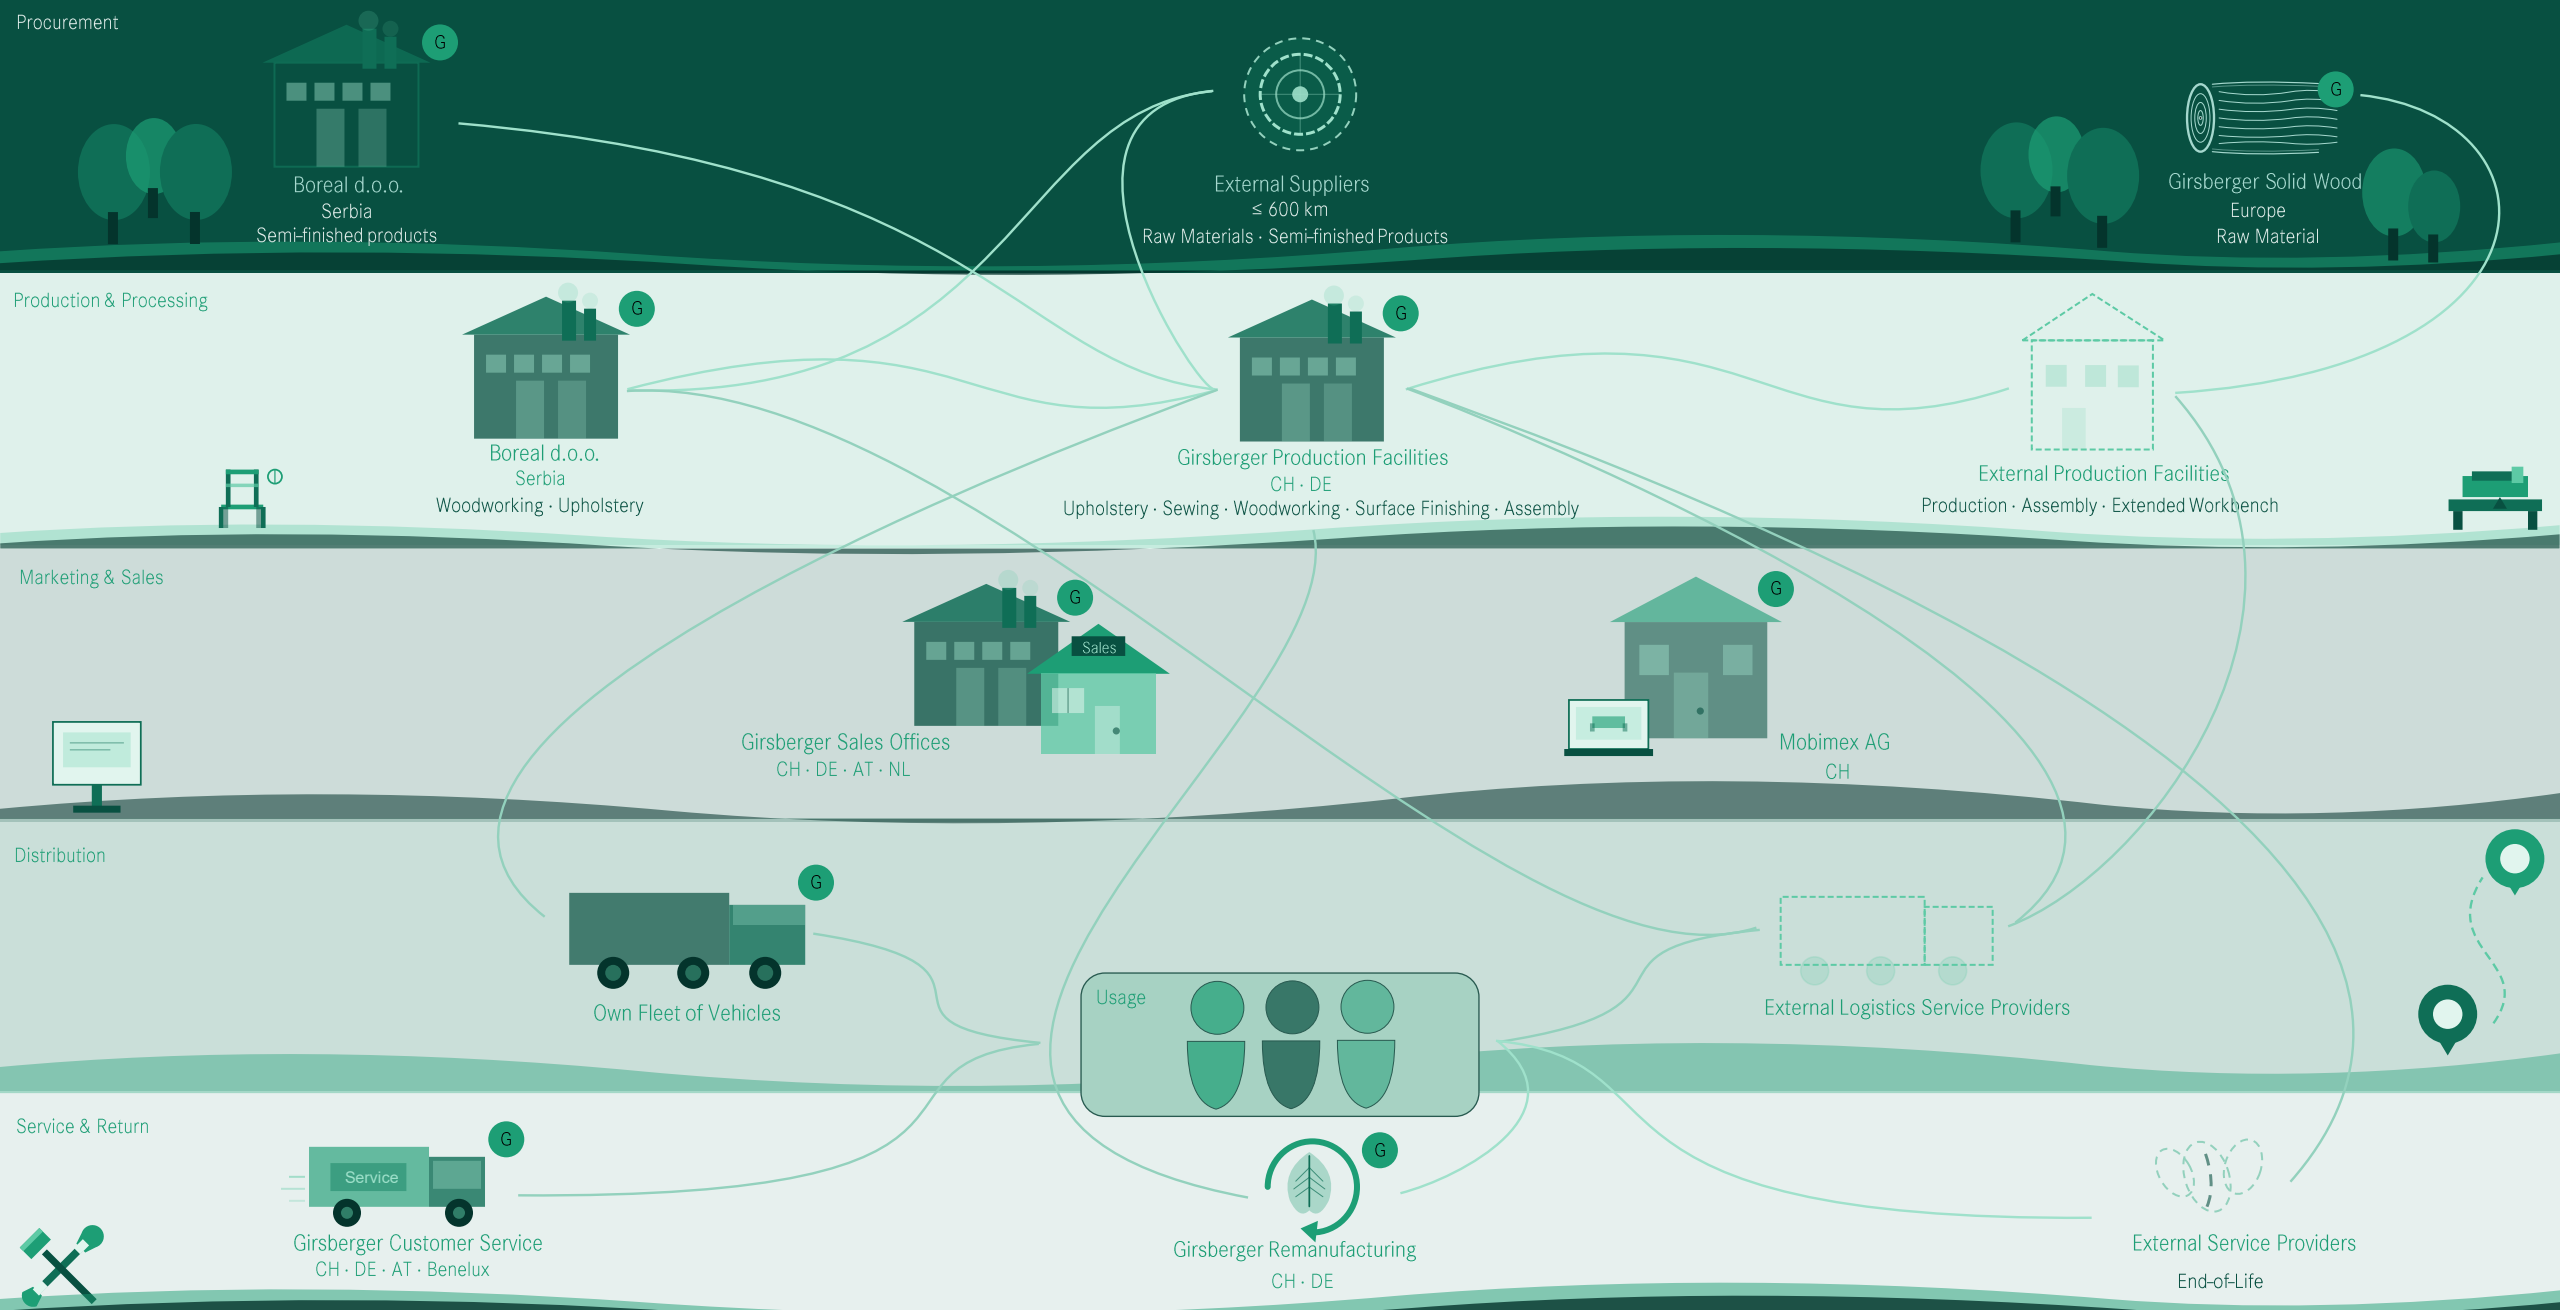 Procurement
G
Boreal d.o.o.
Serbia
Semi-finished products
External Suppliers
≤ 600 km
Raw Materials · Semi-finished Products
G
Girsberger Solid Wood
Europe
Raw Material
Production & Processing
G
Boreal d.o.o.
Serbia
Woodworking · Upholstery
G
Girsberger Production Facilities
CH · DE
Upholstery · Sewing · Woodworking · Surface Finishing · Assembly
External Production Facilities
Production · Assembly · Extended Workbench
Marketing & Sales
G
Sales
Girsberger Sales Offices
CH · DE · AT · NL
G
Mobimex AG
CH
Distribution
G
Own Fleet of Vehicles
Usage
External Logistics Service Providers
Service & Return
G
Service
Girsberger Customer Service
CH · DE · AT · Benelux
G
Girsberger Remanufacturing
CH · DE
External Service Providers
End-of-Life